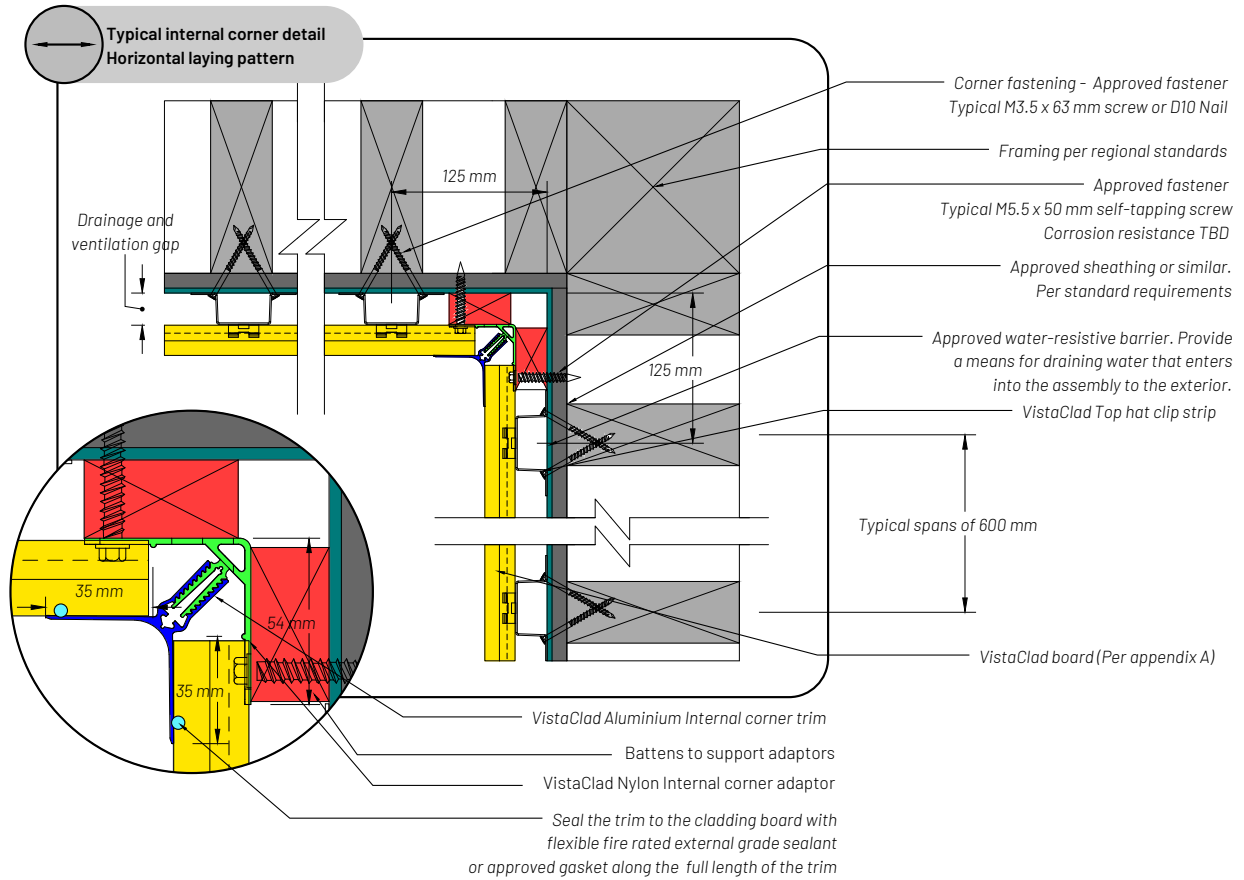 Typical internal corner detail
Horizontal laying pattern
Corner fastening - Approved fastener
Typical M3.5 x 63 mm screw or D10 Nail
Framing per regional standards
Approved fastener
Typical M5.5 x 50 mm self-tapping screw
Corrosion resistance TBD
Approved sheathing or similar.
Per standard requirements
Approved water-resistive barrier. Provide
a means for draining water that enters
into the assembly to the exterior.
VistaClad Top hat clip strip
Typical spans of 600 mm
VistaClad board (Per appendix A)
125 mm
Drainage and
ventilation gap
125 mm
35 mm
54 mm
35 mm
VistaClad Aluminium Internal corner trim
Battens to support adaptors
VistaClad Nylon Internal corner adaptor
Seal the trim to the cladding board with
flexible fire rated external grade sealant
or approved gasket along the full length of the trim